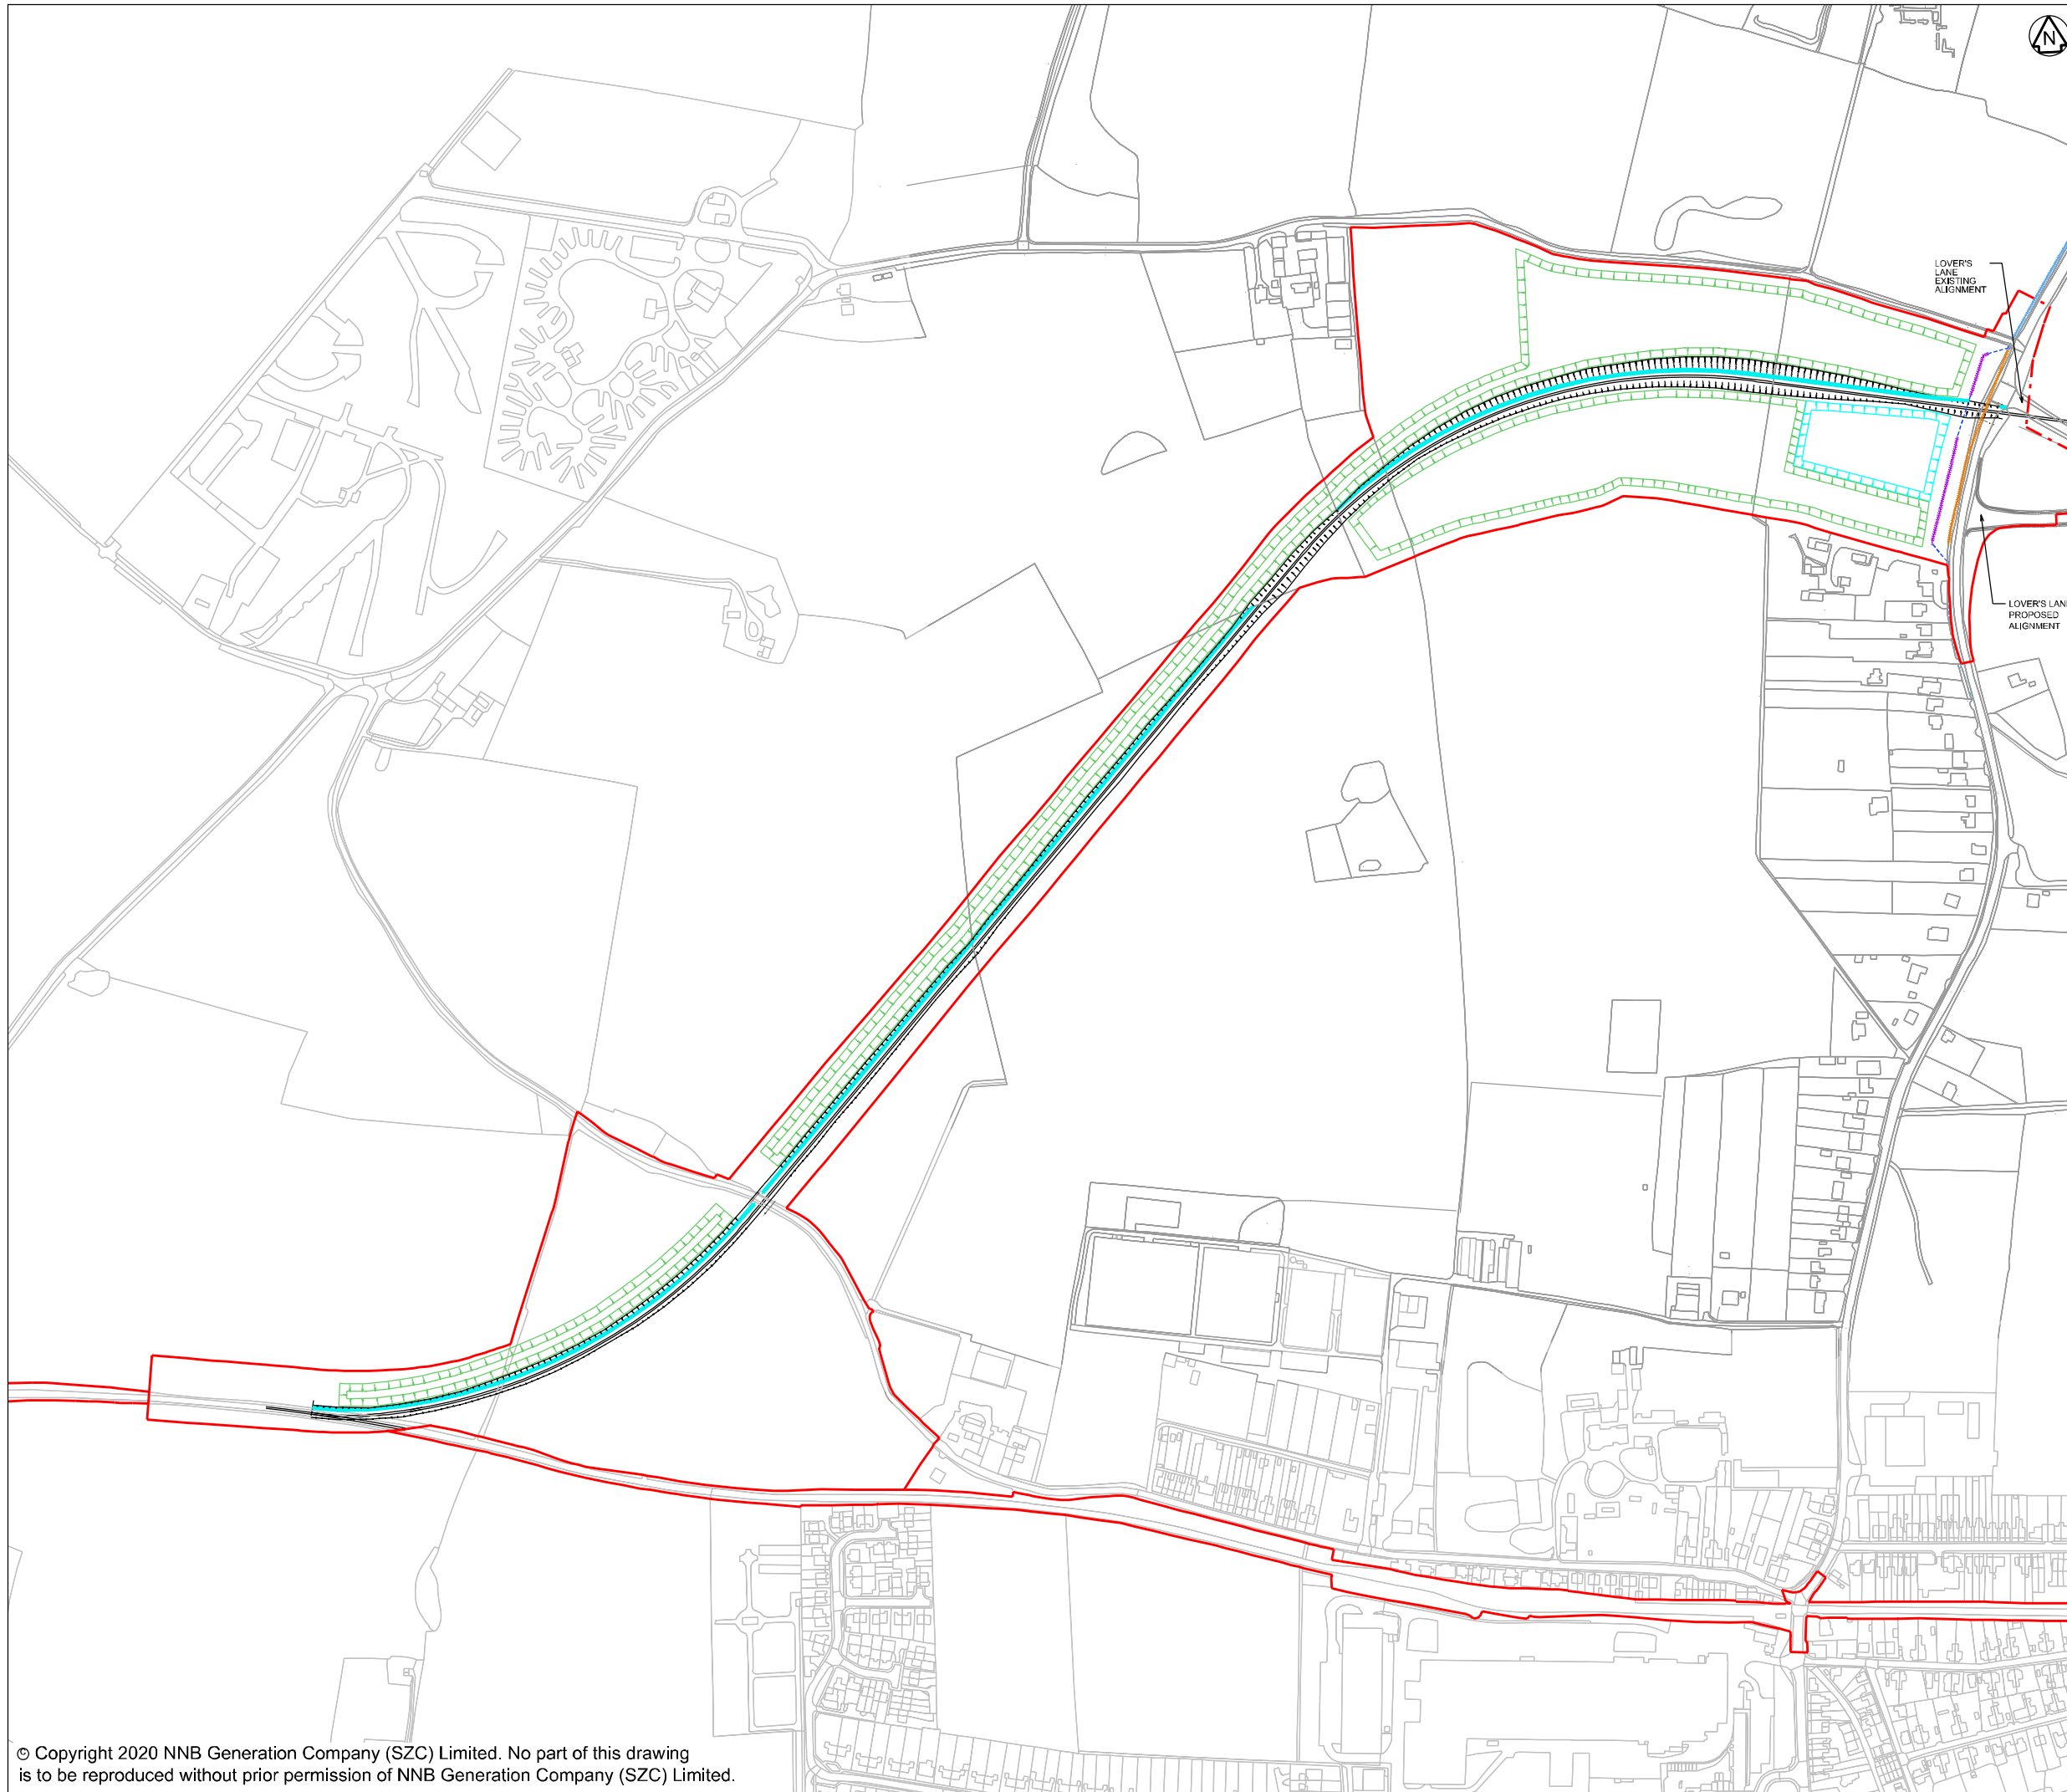 N
LOVER'S
LANE
EXISTING
ALIGNMENT
LOVER'S LANE
PROPOSED
ALIGNMENT
© Copyright 2020 NNB Generation Company (SZC) Limited. No part of this drawing
is to be reproduced without prior permission of NNB Generation Company (SZC) Limited.